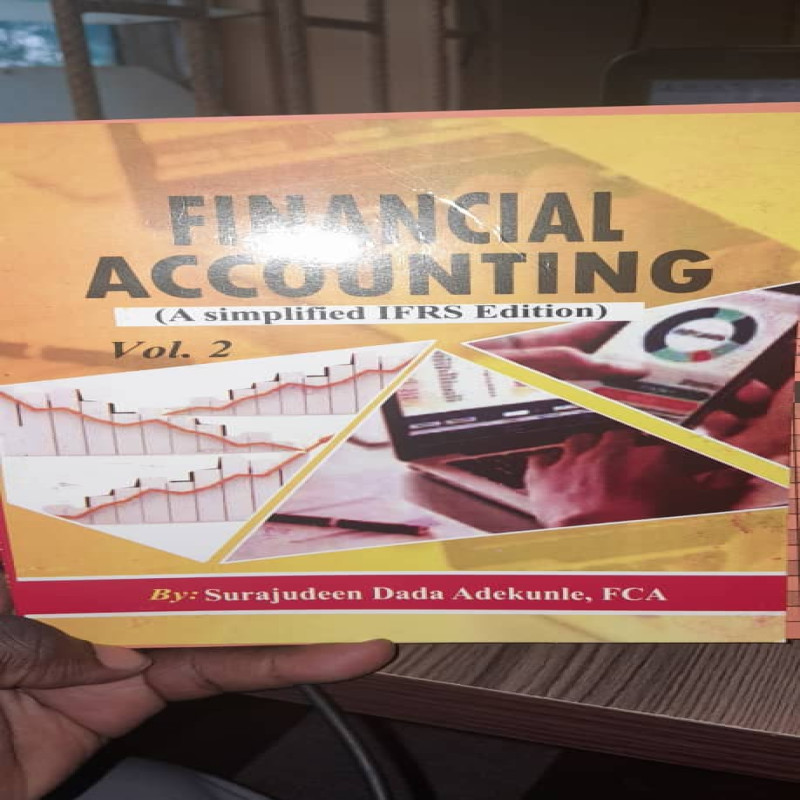 FINANCIAL
ACCOUNTING
(A simplified IFRS Edition)
Vol. 2
By: Surajudeen Dada Adekunle, FCA